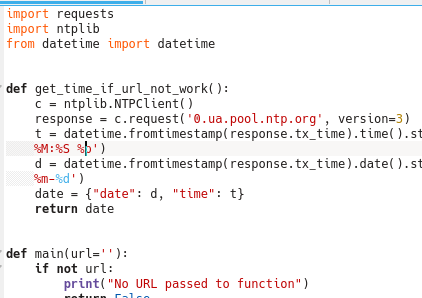 import requests
import ntplib
from datetime import datetime
def get_time_if_url_not_work():
c = ntplib.NTPClient()
response = c.request('0.ua.pool.ntp.org', version=3)
t = datetime.fromtimestamp(response.tx_time).time().st
%M:%S %p')
d = datetime.fromtimestamp(response.tx_time).date().st
%m-%d')
date = {"date": d, "time": t}
return date
def main(url=''):
if not url:
print("No URL passed to function")
return False